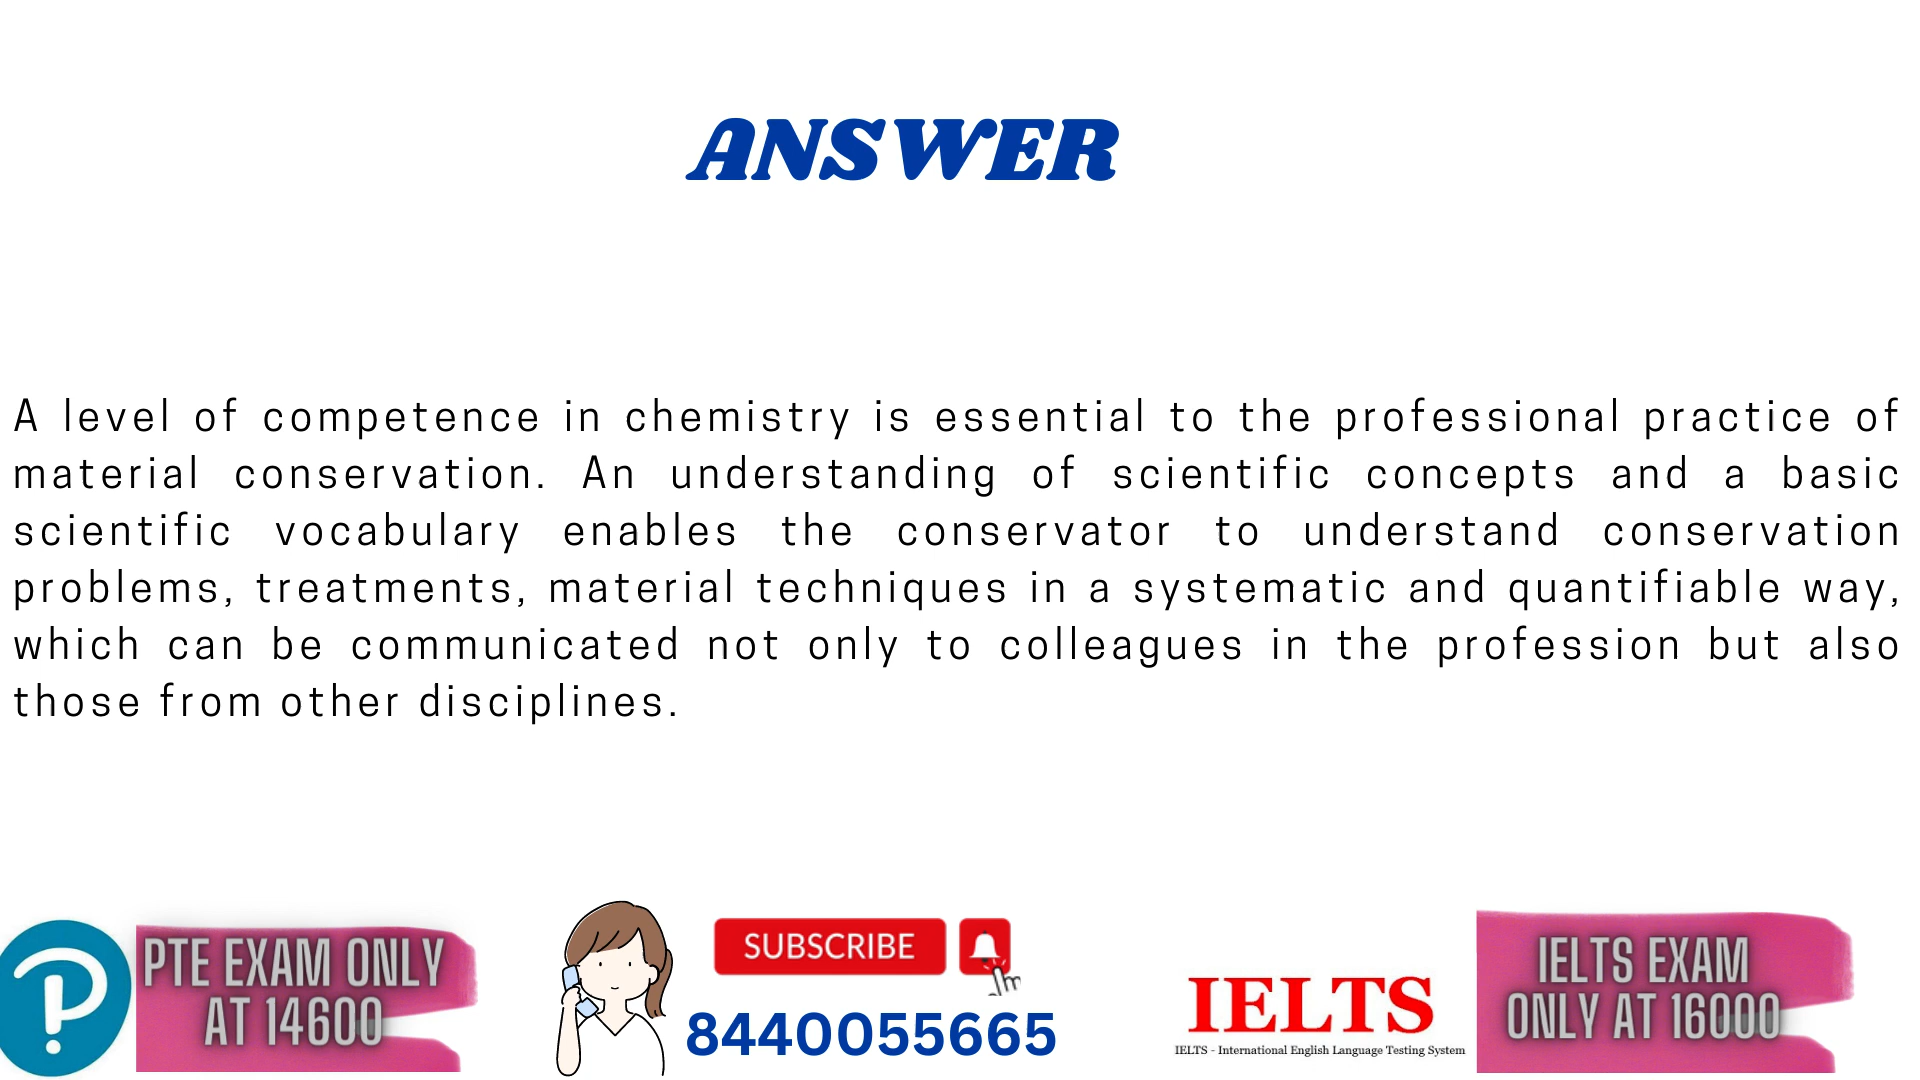 ANSWER
A level of competence in chemistry is essential to the professional practice of
material conservation. An understanding of scientific concepts and a basic
scientific vocabulary enables the conservator to understand conservation
problems, treatments, material techniques in a systematic and quantifiable way,
which can be communicated not only to colleagues in the profession but also
those from other disciplines.
PTE EXAM ONLY
AT 14600
SUBSCRIBE
8440055665
IELTS
IELTS - International English Language Testing System
IELTS EXAM
ONLY AT 16000